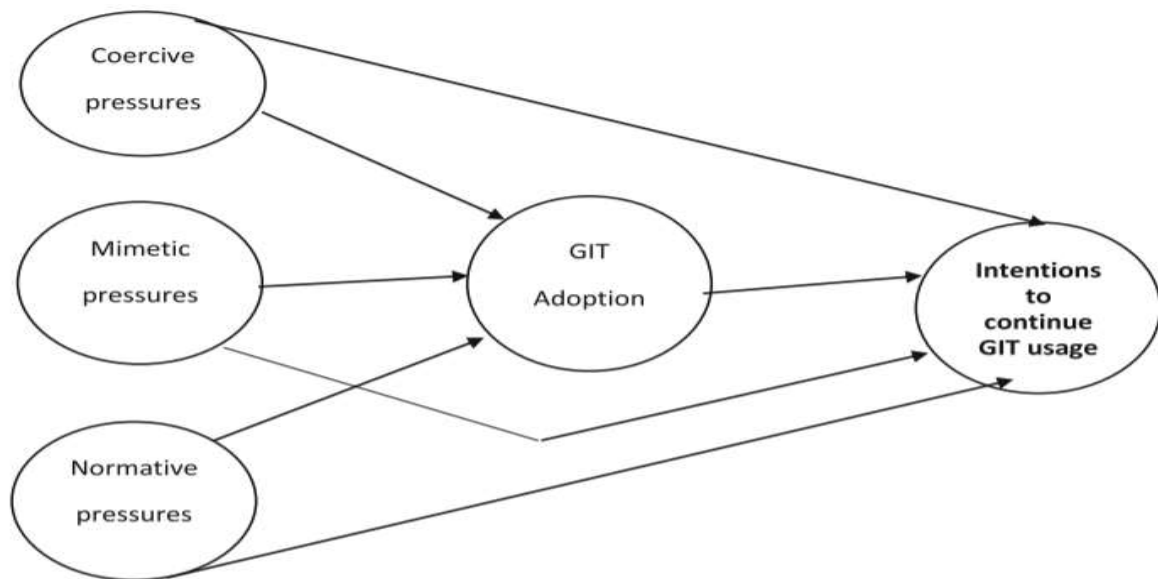 Coercive
pressures
Mimetic
pressures
Normative
pressures
GIT
Adoption
Intentions
to
continue
GIT usage